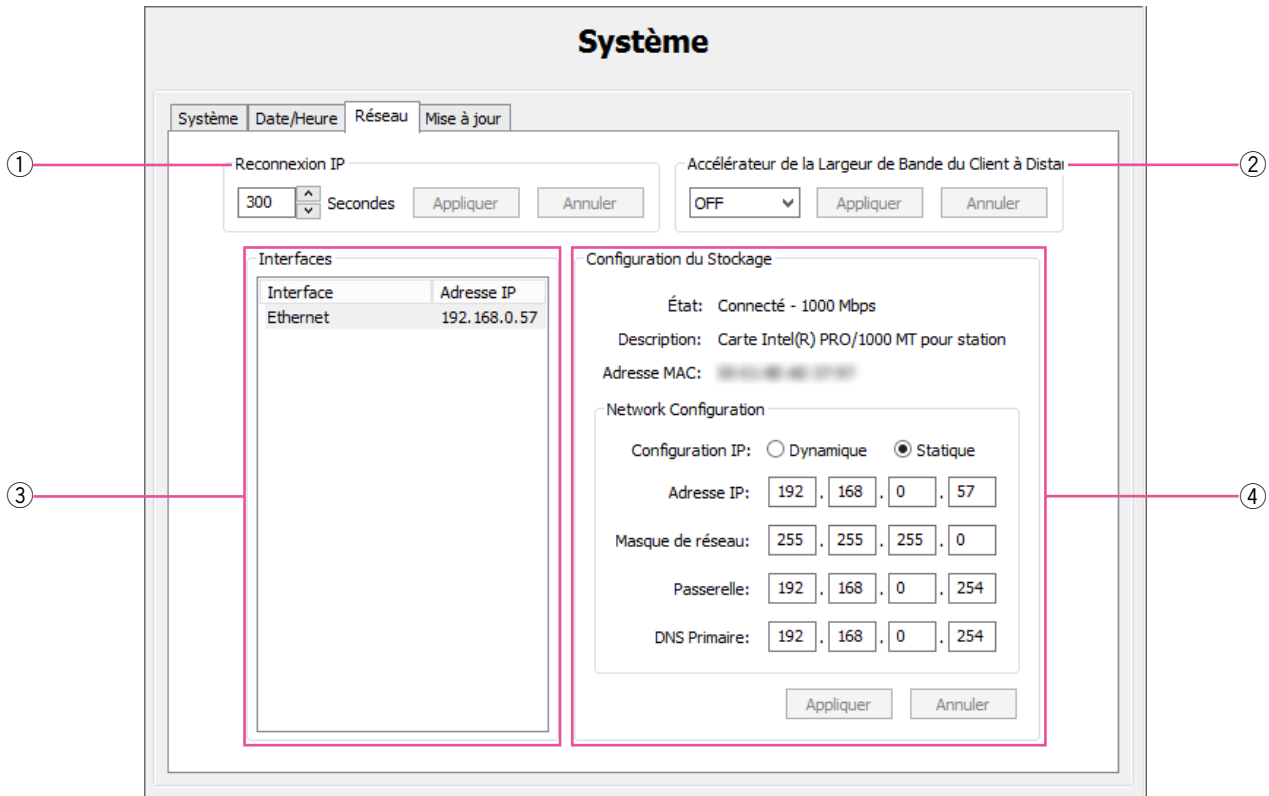 Système
Système Date/Heure Réseau Mise à jour
① ②
Reconnexion IP
300 Secondes Appliquer Annuler
Accélérateur de la Largeur de Bande du Client à Distan
OFF Appliquer Annuler
③
Interfaces
Interface Adresse IP
Ethernet 192.168.0.57
④
Configuration du Stockage
État: Connecté - 1000 Mbps
Description: Carte Intel(R) PRO/1000 MT pour station
Adresse MAC:
Network Configuration
Configuration IP: Dynamique Statique
Adresse IP: 192 . 168 . 0 . 57
Masque de réseau: 255 . 255 . 255 . 0
Passerelle: 192 . 168 . 0 . 254
DNS Primaire: 192 . 168 . 0 . 254
Appliquer Annuler